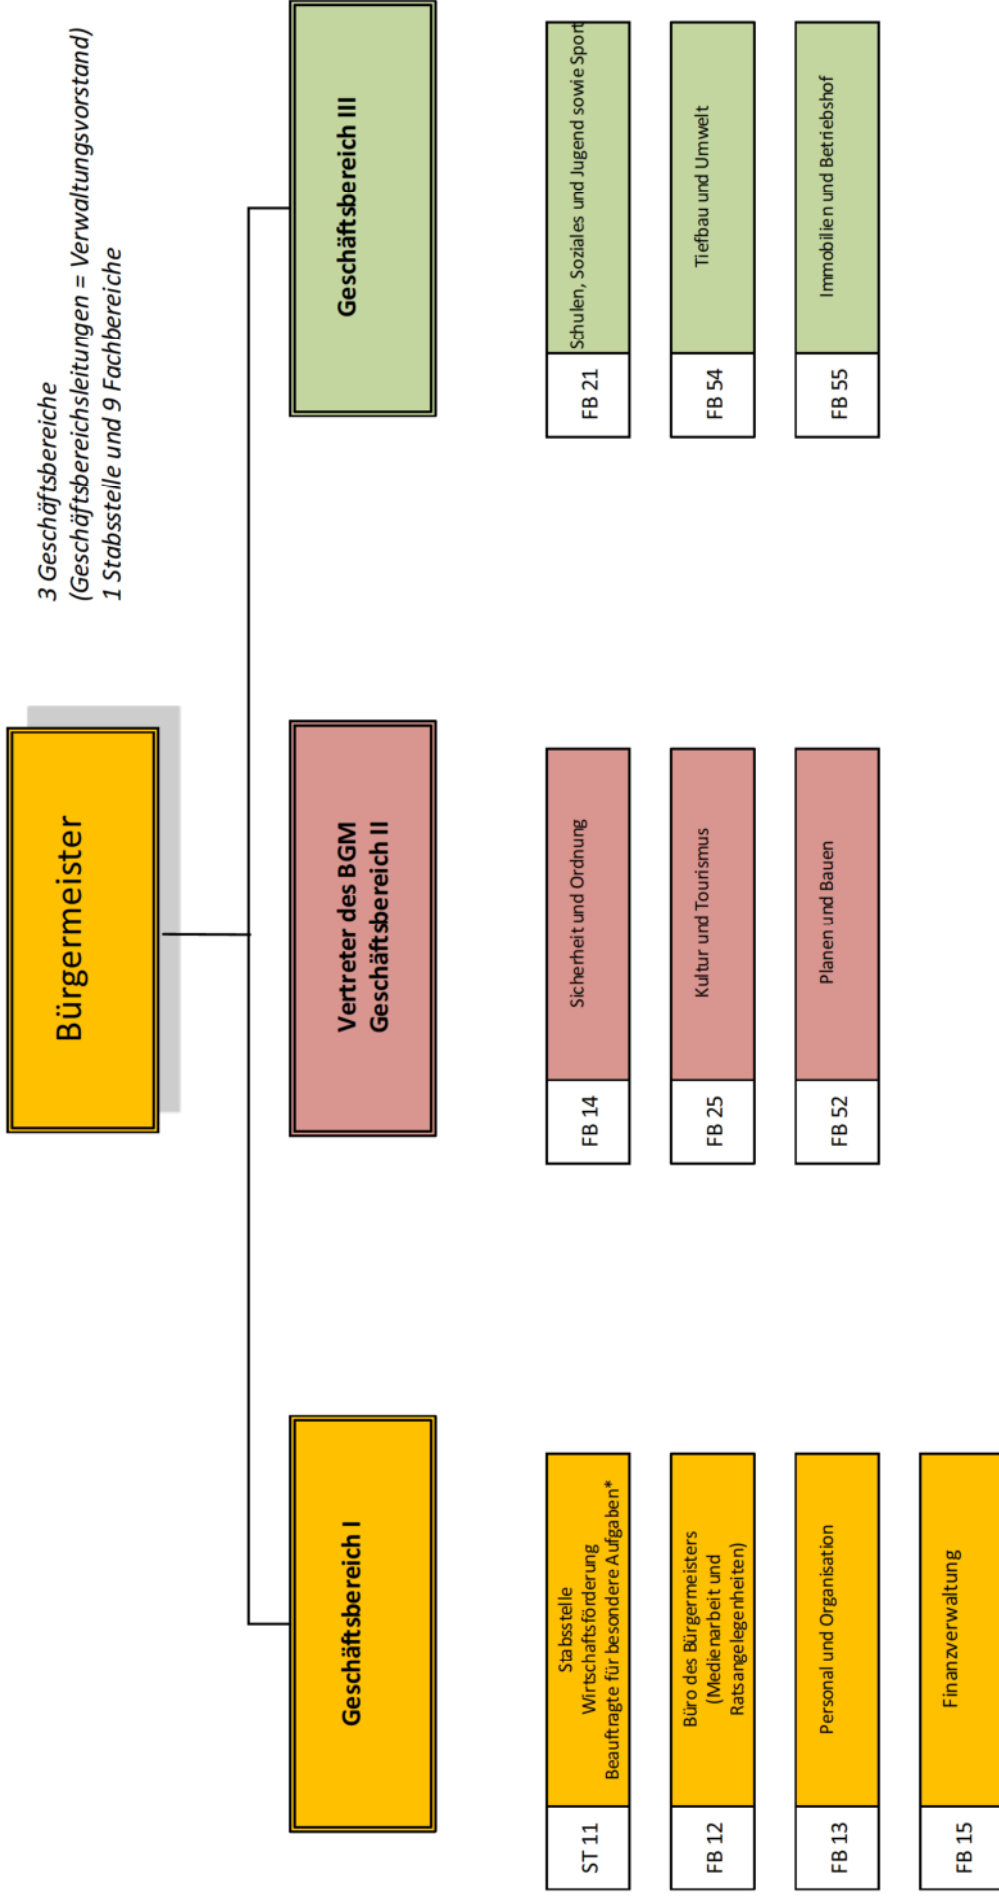 3 Geschäftsbereiche
(Geschäftsbereichsleitungen = Verwaltungsvorstand)
1 Stabsstelle und 9 Fachbereiche
Bürgermeister
Geschäftsbereich I
Vertreter des BGM
Geschäftsbereich II
Geschäftsbereich III
ST 11
Stabsstelle
Wirtschaftsförderung
Beauftragte für besondere Aufgaben*
FB 12
Büro des Bürgermeisters
(Medienarbeit und
Ratsangelegenheiten)
FB 13
Personal und Organisation
FB 15
Finanzverwaltung
FB 14
Sicherheit und Ordnung
FB 25
Kultur und Tourismus
FB 52
Planen und Bauen
FB 21
Schulen, Soziales und Jugend sowie Sport
FB 54
Tiefbau und Umwelt
FB 55
Immobilien und Betriebshof